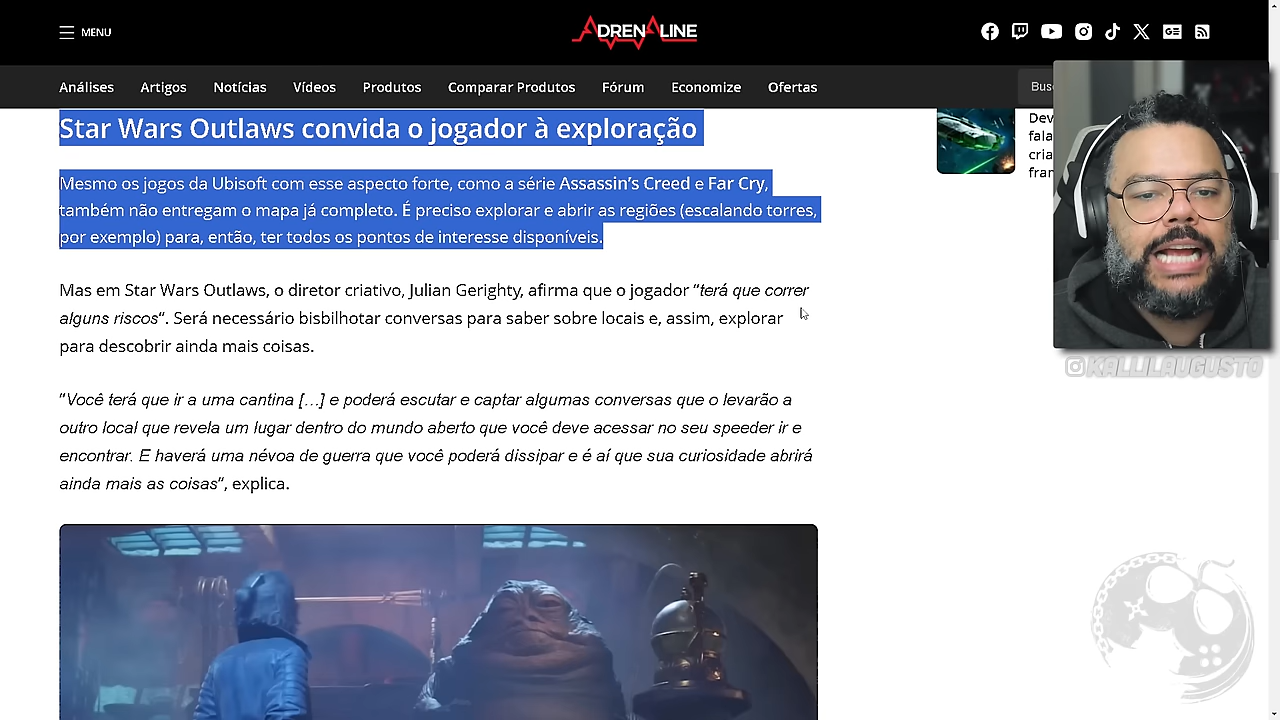 MENU
ADRENALINE
Análises
Artigos
Notícias
Vídeos
Produtos
Comparar Produtos
Fórum
Economize
Ofertas
Bus
Star Wars Outlaws convida o jogador à exploração
Mesmo os jogos da Ubisoft com esse aspecto forte, como a série Assassin’s Creed e Far Cry,
também não entregam o mapa já completo. É preciso explorar e abrir as regiões (escalando torres,
por exemplo) para, então, ter todos os pontos de interesse disponíveis.
Mas em Star Wars Outlaws, o diretor criativo, Julian Gerighty, afirma que o jogador “terá que correr
alguns riscos“. Será necessário bisbilhotar conversas para saber sobre locais e, assim, explorar
para descobrir ainda mais coisas.
“Você terá que ir a uma cantina […] e poderá escutar e captar algumas conversas que o levarão a
outro local que revela um lugar dentro do mundo aberto que você deve acessar no seu speeder ir e
encontrar. E haverá uma névoa de guerra que você poderá dissipar e é aí que sua curiosidade abrirá
ainda mais as coisas“, explica.
Dev
fala
cria
fran
KALLILAUGUSTO